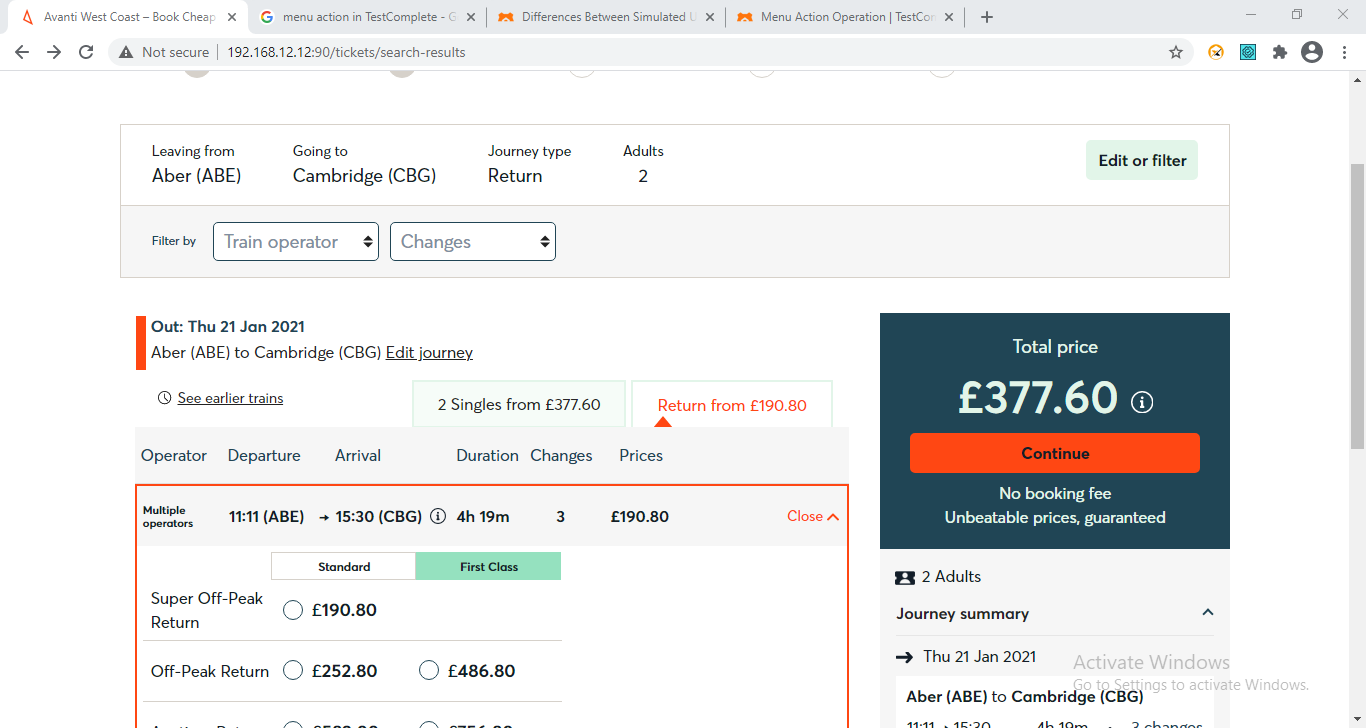 Avanti West Coast – Book Cheap
menu action in TestComplete - G
Differences Between Simulated U
Menu Action Operation | TestCor
Not secure
192.168.12.12:90/tickets/search-results
Leaving from
Going to
Journey type
Adults
Aber (ABE)
Cambridge (CBG)
Return
2
Edit or filter
Filter by
Train operator
Changes
Out: Thu 21 Jan 2021
Aber (ABE) to Cambridge (CBG) Edit journey
See earlier trains
2 Singles from £377.60
Return from £190.80
Operator Departure Arrival Duration Changes Prices
Multiple
operators
11:11 (ABE) → 15:30 (CBG) 4h 19m 3 £190.80 Close
Standard
First Class
Super Off-Peak
Return
£190.80
Off-Peak Return £252.80 £486.80
Total price
£377.60
Continue
No booking fee
Unbeatable prices, guaranteed
2 Adults
Journey summary
→ Thu 21 Jan 2021
Aber (ABE) to Cambridge (CBG)
11:11 → 15:30 4h 19m 3 changes
Activate Windows
Go to Settings to activate Windows.